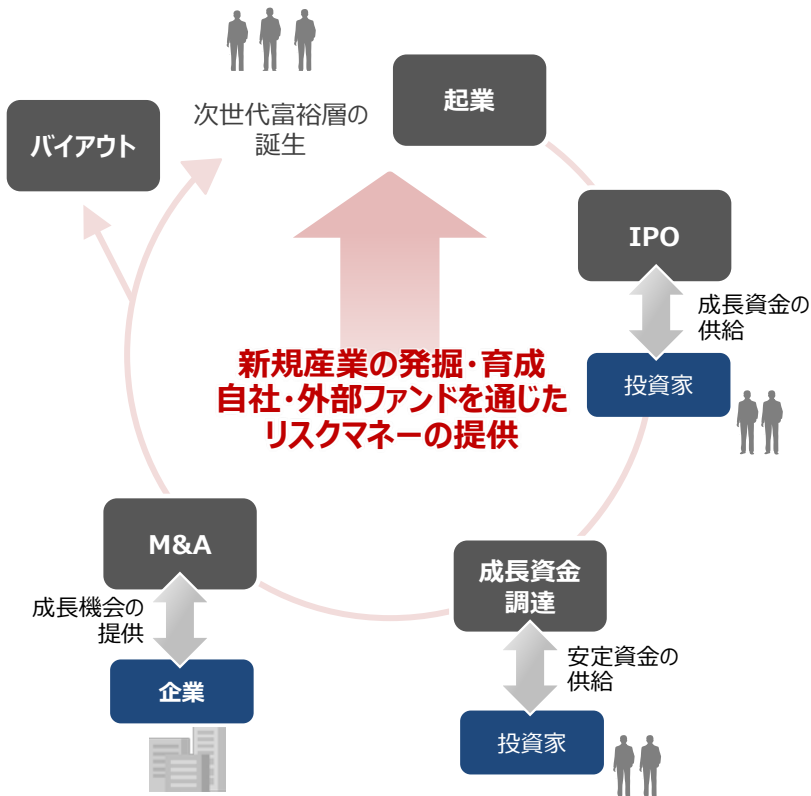 次世代富裕層の
誕生
起業
バイアウト
IPO
成長資金の
供給
投資家
新規産業の発掘・育成
自社・外部ファンドを通じた
リスクマネーの提供
M&A
成長機会の
提供
企業
成長資金
調達
安定資金の
供給
投資家